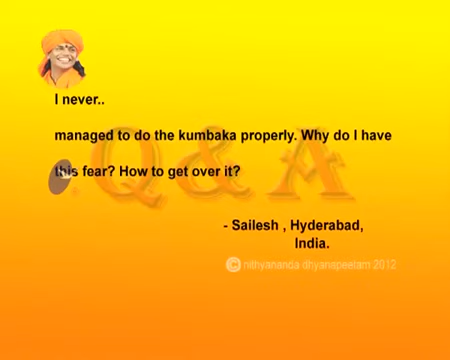 I never..
managed to do the kumbaka properly. Why do I have
this fear? How to get over it?
Q & A
- Sailesh , Hyderabad,
India.
© nithyananda dhyanapeetam 2012